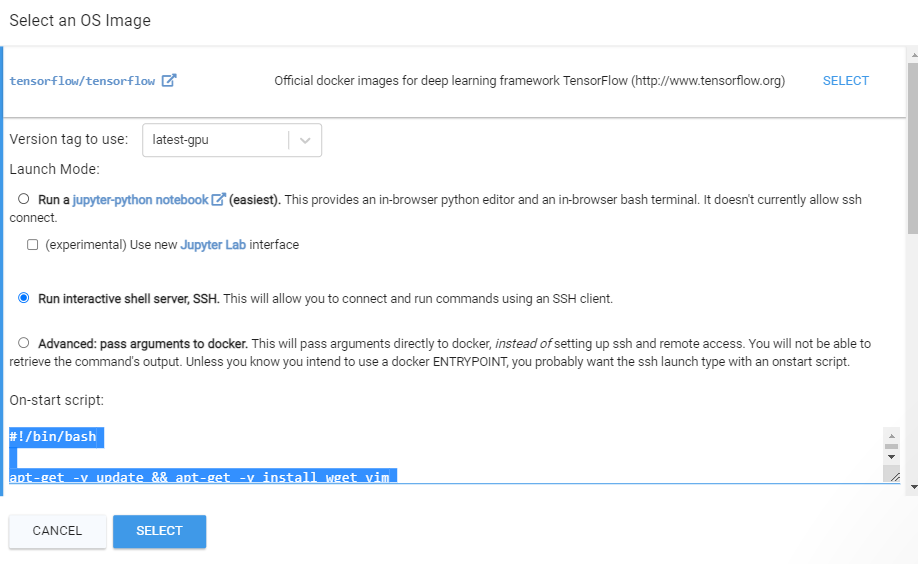 Select an OS Image
tensorflow/tensorflow Official docker images for deep learning framework TensorFlow (http://www.tensorflow.org) SELECT
Version tag to use: latest-gpu
Launch Mode:
Run a jupyter-python notebook (easiest). This provides an in-browser python editor and an in-browser bash terminal. It doesn't currently allow ssh
connect.
(experimental) Use new Jupyter Lab interface
Run interactive shell server, SSH. This will allow you to connect and run commands using an SSH client.
Advanced: pass arguments to docker. This will pass arguments directly to docker, instead of setting up ssh and remote access. You will not be able to
retrieve the command's output. Unless you know you intend to use a docker ENTRYPOINT, you probably want the ssh launch type with an onstart script.
On-start script:
#!/bin/bash
apt-get -y update && apt-get -y install wget vim
CANCEL SELECT